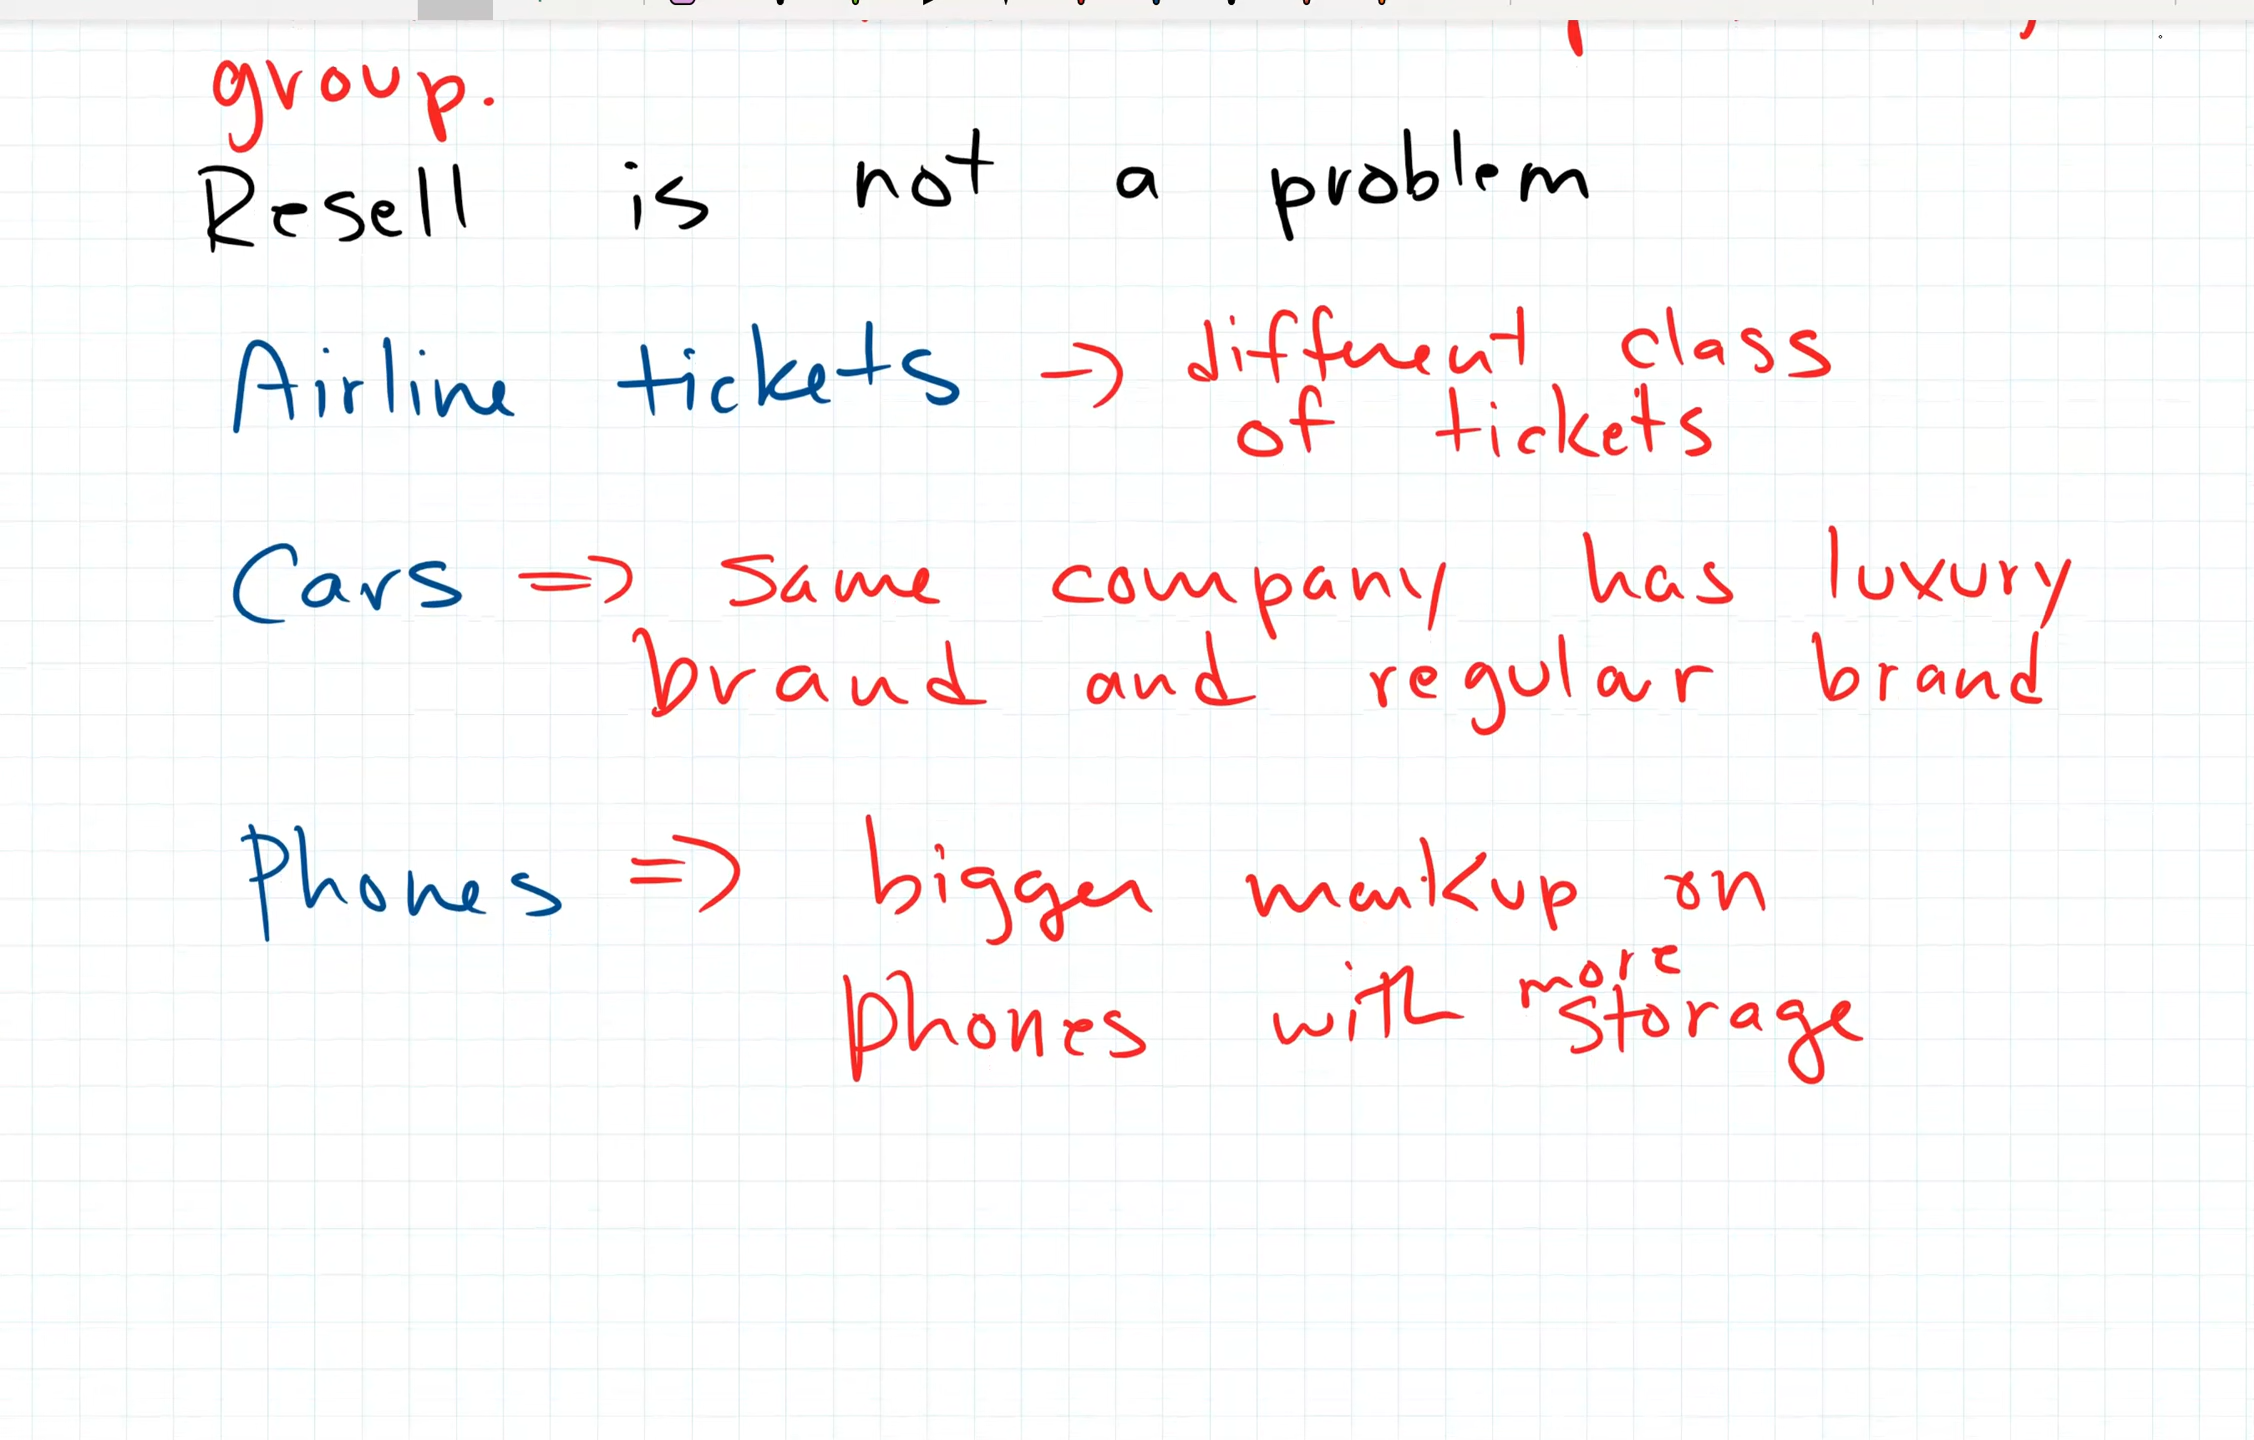 group.
Resell is not a problem
Airline tickets → different class
of tickets
Cars ⇒ same company has luxury
brand and regular brand
Phones ⇒ bigger markup on
phones with more storage